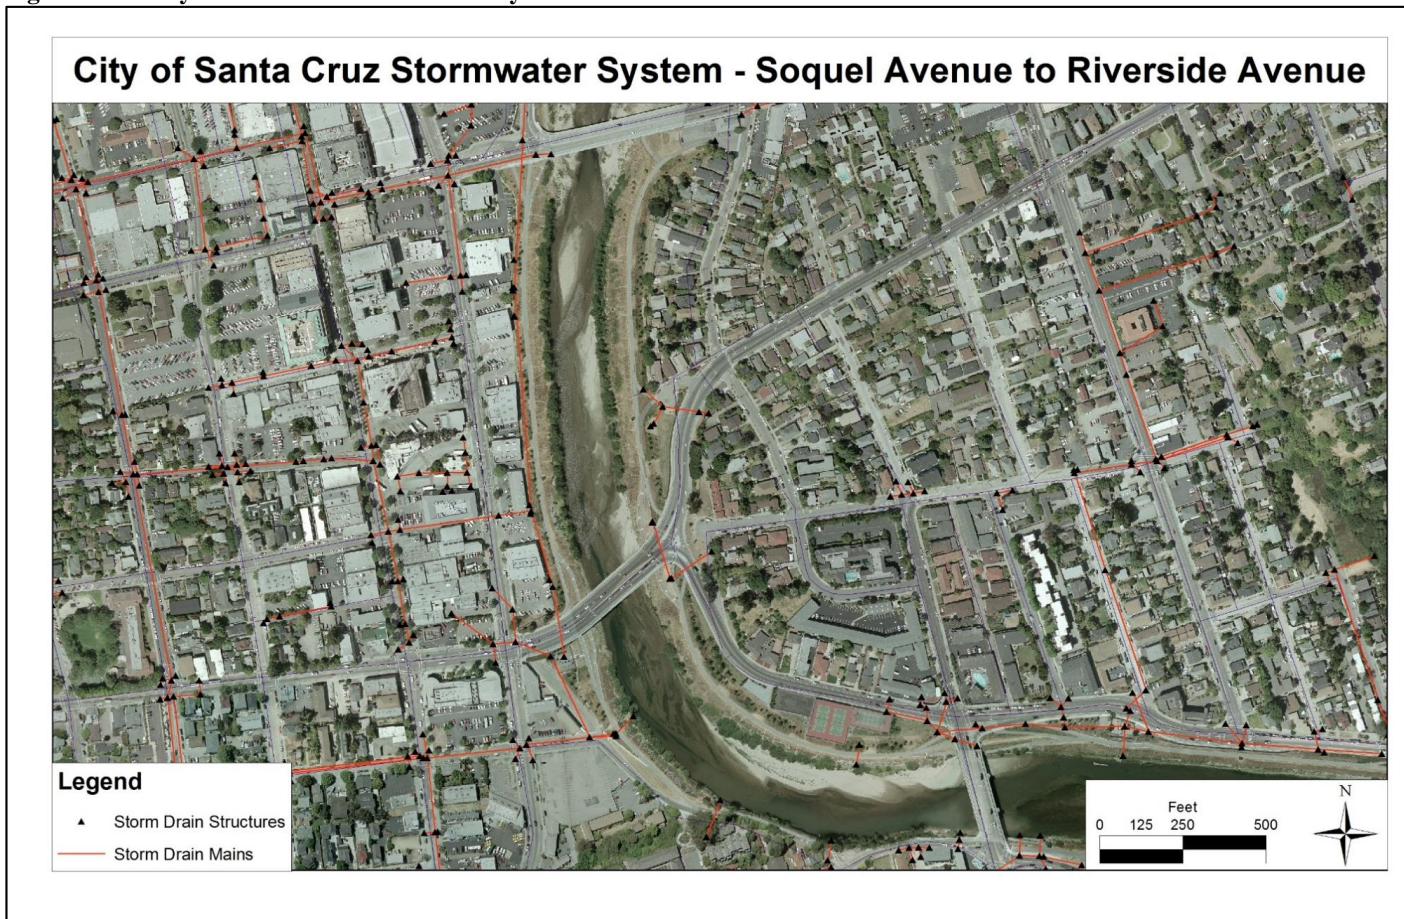 City of Santa Cruz Stormwater System - Soquel Avenue to Riverside Avenue
Legend
Storm Drain Structures
Storm Drain Mains
N
Feet
0 125 250 500